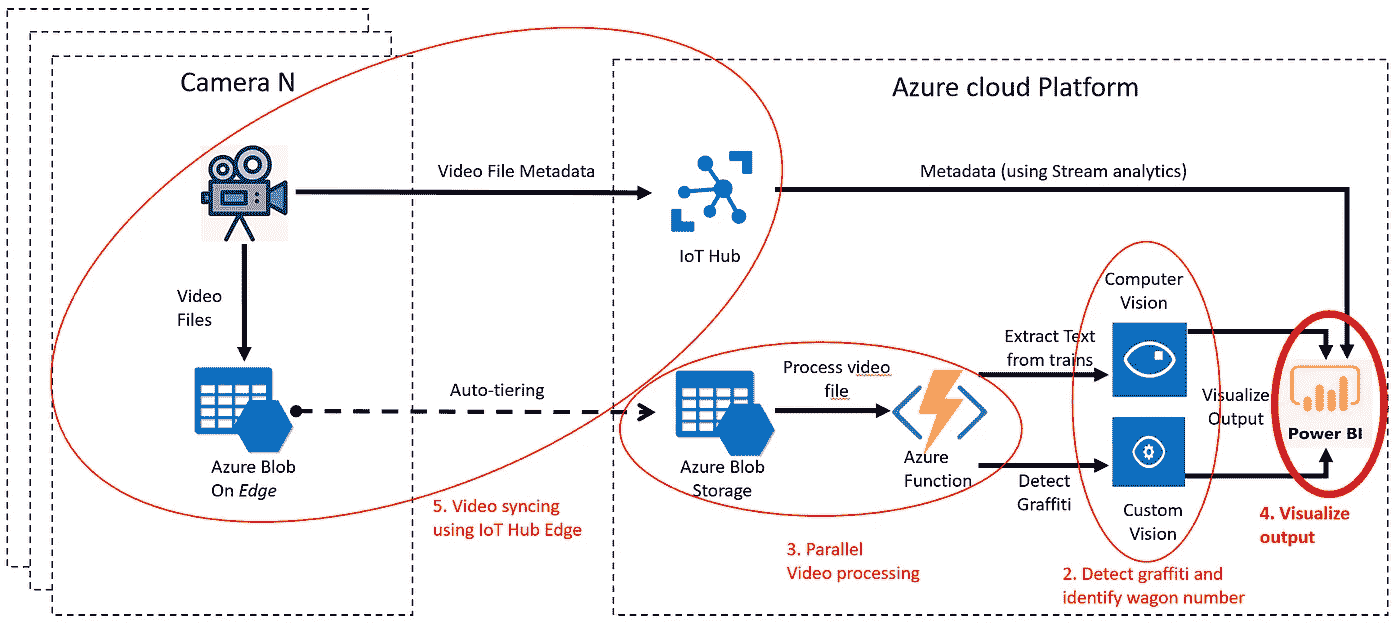 Camera N
Azure cloud Platform
Video File Metadata
Metadata (using Stream analytics)
IoT Hub
Video
Files
Computer
Vision
Extract Text
from trains
Process video
file
Auto-tiering
Visualize
Output
Power BI
Azure Blob
On Edge
Azure Blob
Storage
Azure
Function
Detect
Graffiti
Custom
Vision
5. Video syncing
using IoT Hub Edge
4. Visualize
output
3. Parallel
Video processing
2. Detect graffiti and
identify wagon number